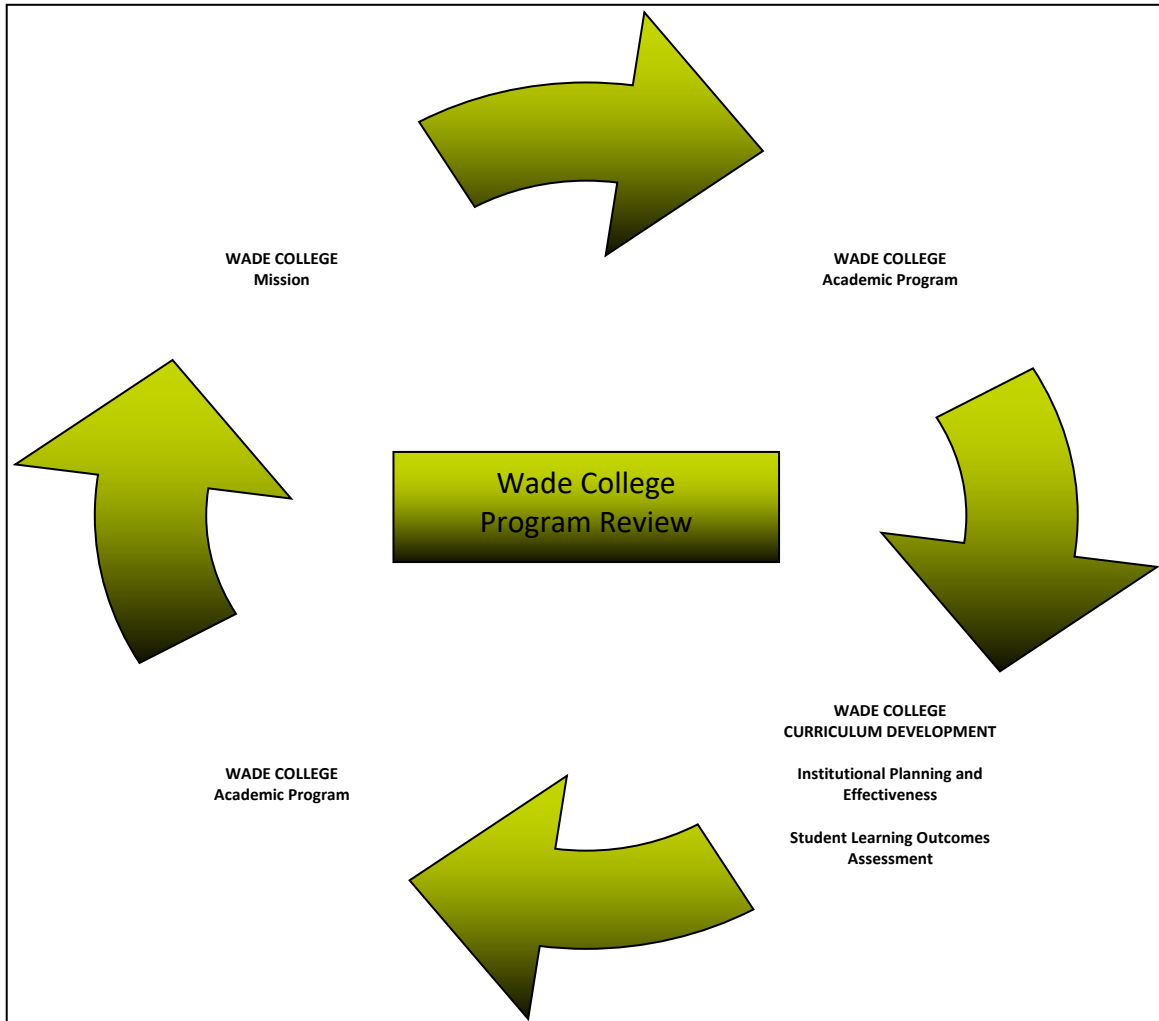 WADE COLLEGE
Mission
WADE COLLEGE
Academic Program
Wade College
Program Review
WADE COLLEGE
CURRICULUM DEVELOPMENT
Institutional Planning and
Effectiveness
Student Learning Outcomes
Assessment
WADE COLLEGE
Academic Program